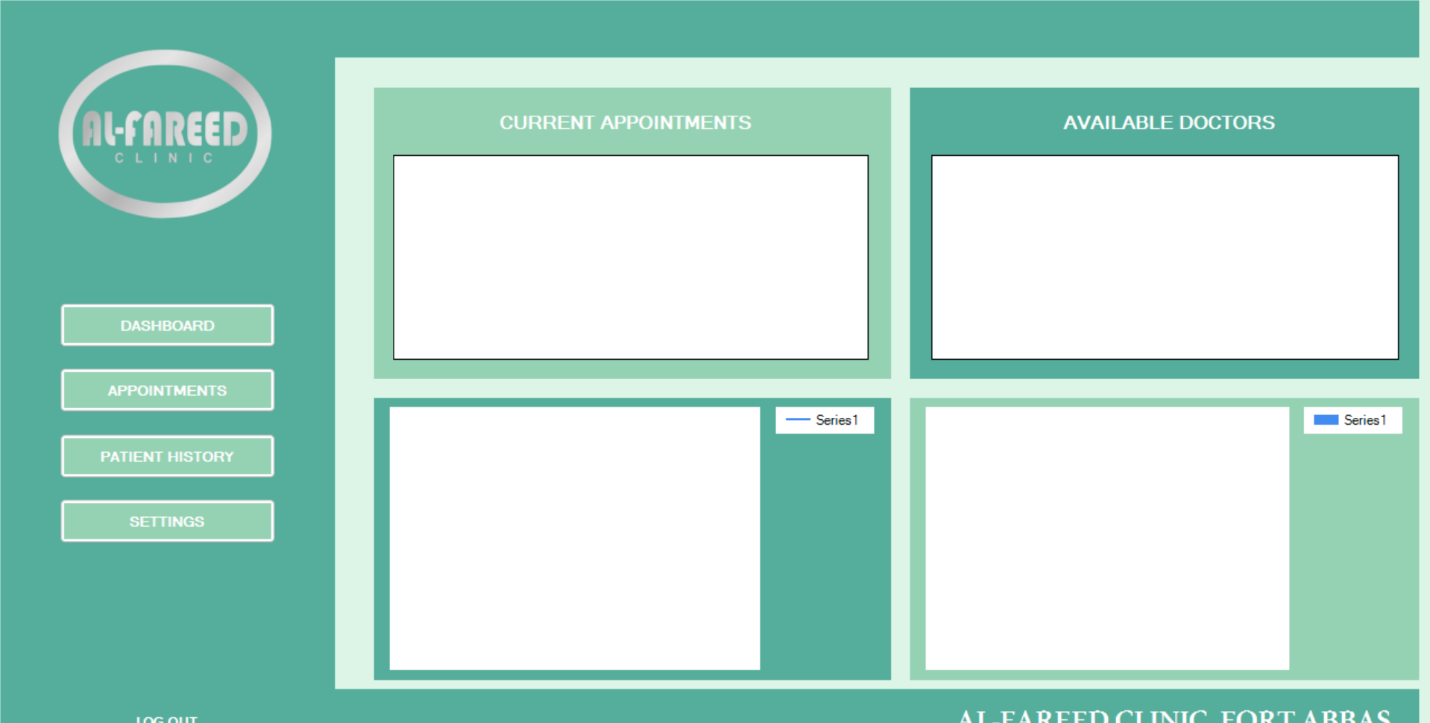 AL-FAREED
CLINIC
DASHBOARD
APPOINTMENTS
PATIENT HISTORY
SETTINGS
LOG OUT
CURRENT APPOINTMENTS
AVAILABLE DOCTORS
Series1
Series1
AL-FAREED CLINIC, FORT ABBAS